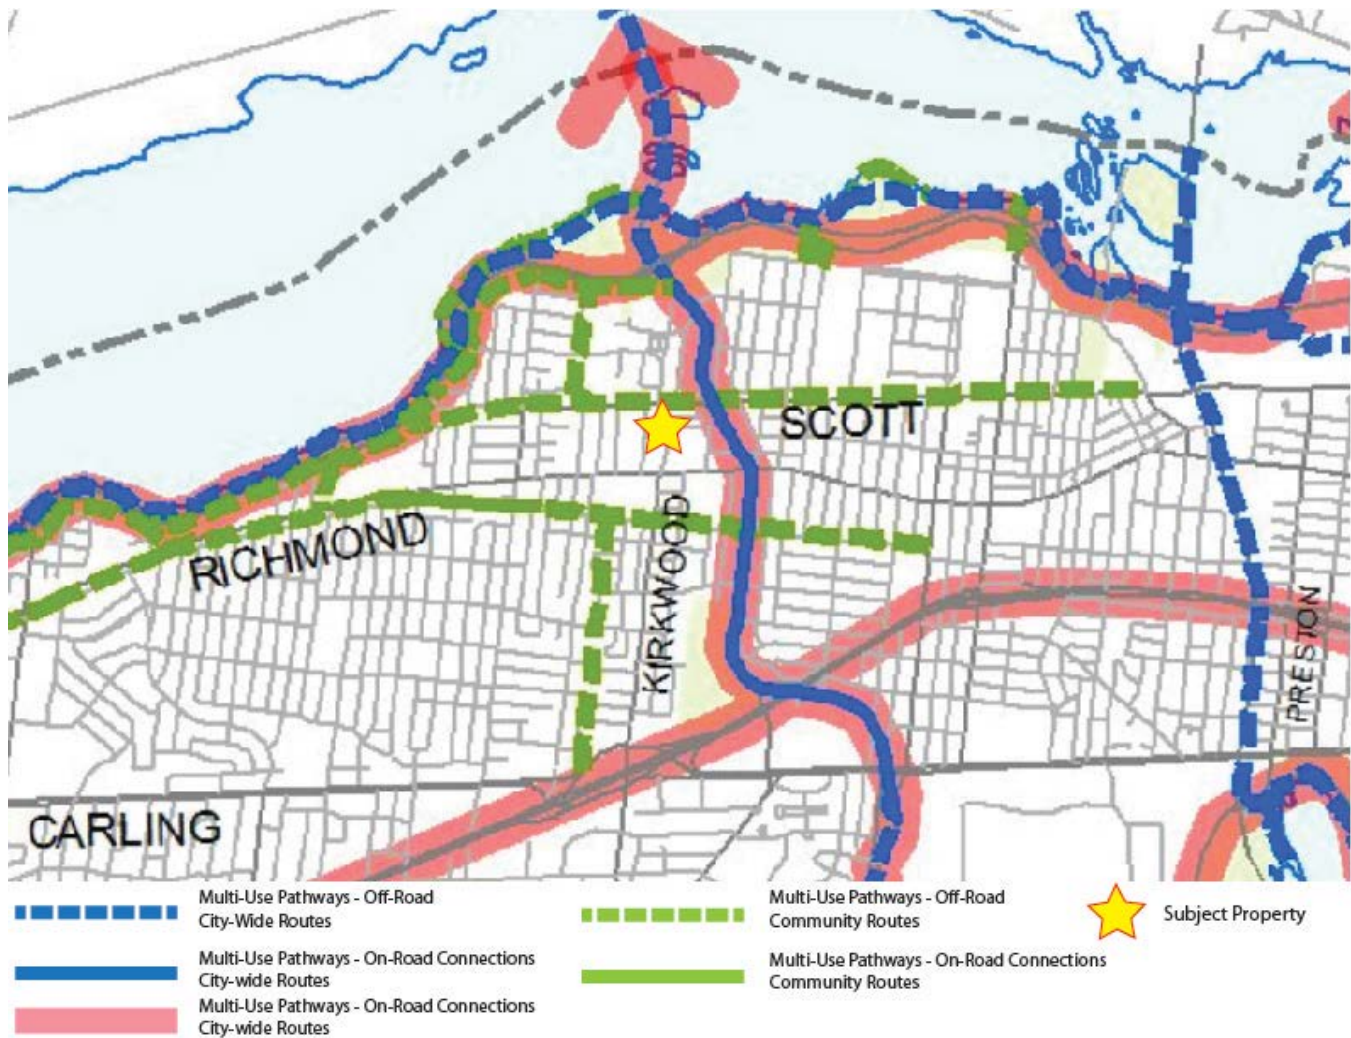 SCOTT
RICHMOND
KIRKWOOD
PRESTON
CARLING
Multi-Use Pathways - Off-Road
City-Wide Routes
Multi-Use Pathways - On-Road Connections
City-wide Routes
Multi-Use Pathways - On-Road Connections
City-wide Routes
Multi-Use Pathways - Off-Road
Community Routes
Multi-Use Pathways - On-Road Connections
Community Routes
Subject Property